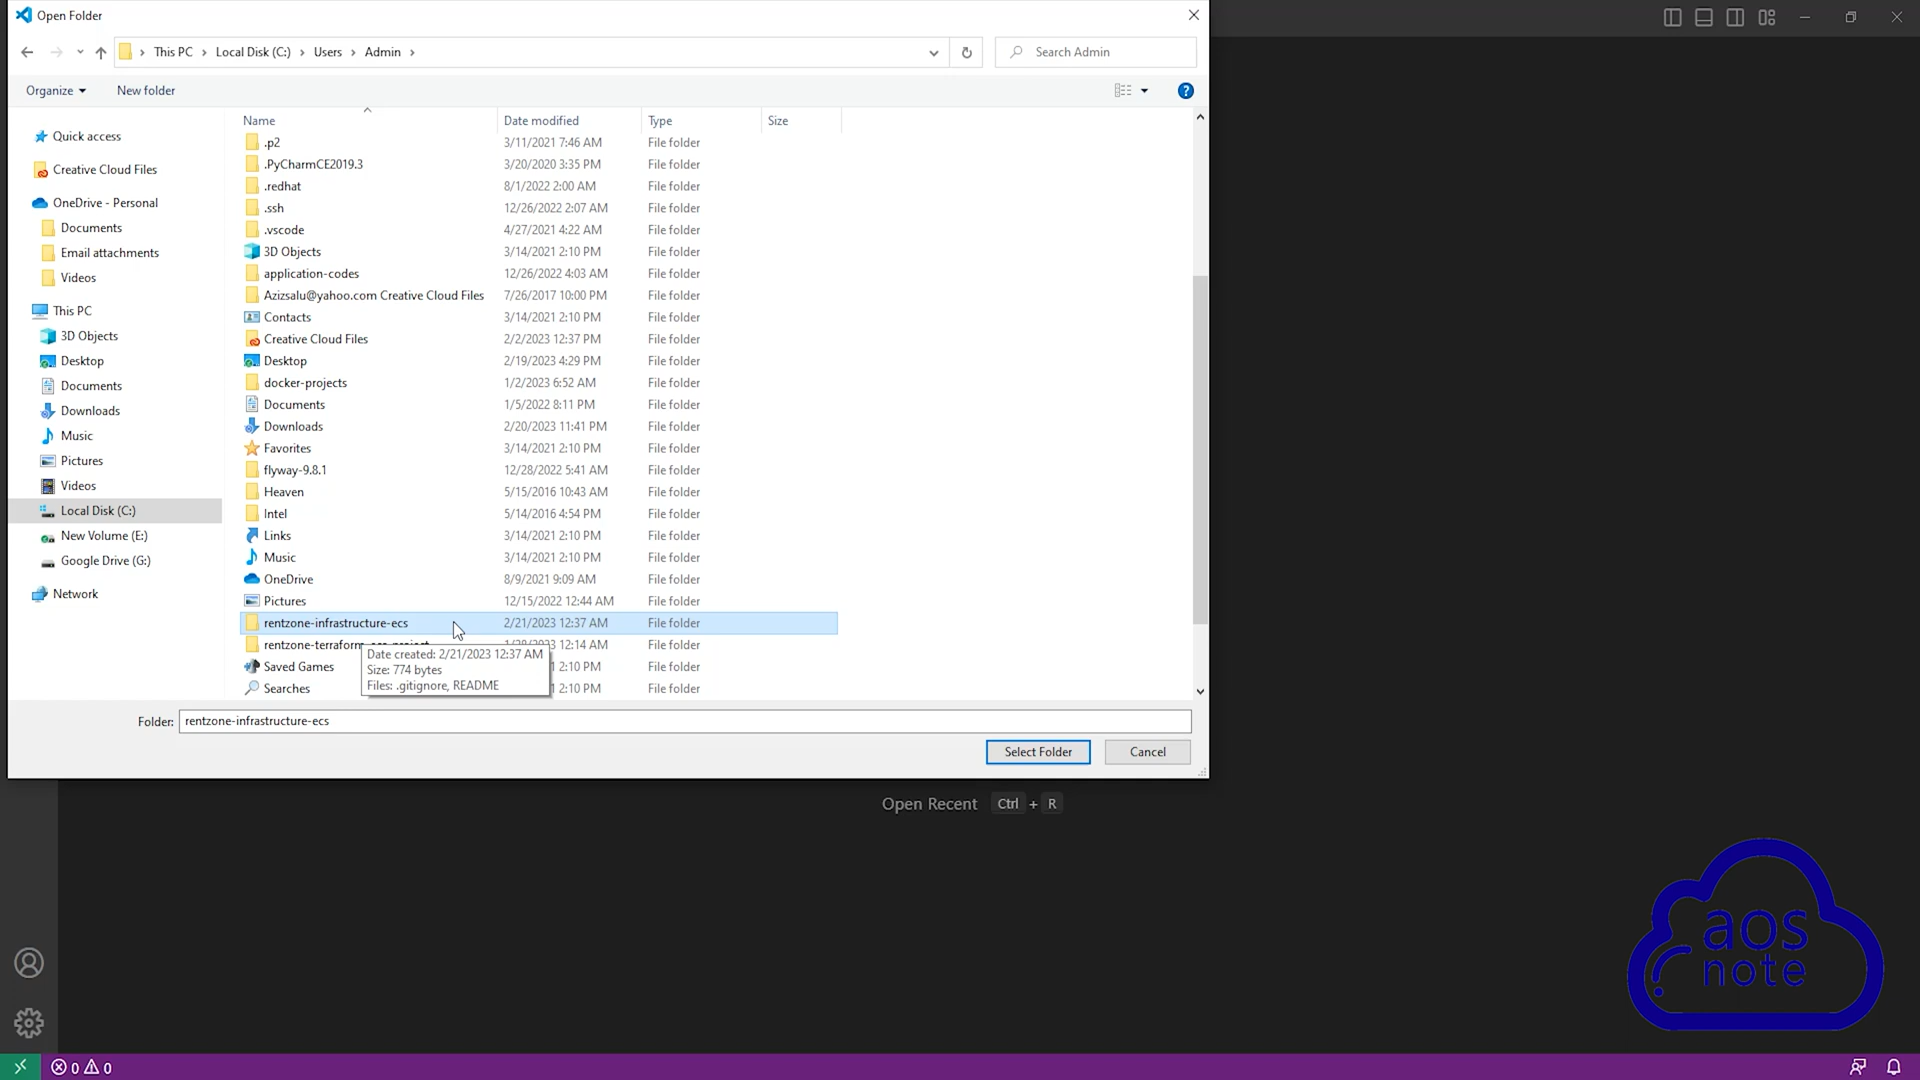 Open Folder
This PC
Local Disk (C:)
Users
Admin
Search Admin
Organize
New folder
?
Name
Date modified
Type
Size
Quick access
Creative Cloud Files
OneDrive - Personal
Documents
Email attachments
Videos
This PC
3D Objects
Desktop
Documents
Downloads
Music
Pictures
Videos
Local Disk (C:)
New Volume (E:)
Google Drive (G:)
Network
.p2 3/11/2021 7:46 AM File folder
.PyCharmCE2019.3 3/20/2020 3:35 PM File folder
.redhat 8/1/2022 2:00 AM File folder
.ssh 12/26/2022 2:07 AM File folder
.vscode 4/27/2021 4:22 AM File folder
3D Objects 3/14/2021 2:10 PM File folder
application-codes 12/26/2022 4:03 AM File folder
Azizsalu@yahoo.com Creative Cloud Files 7/26/2017 10:00 PM File folder
Contacts 3/14/2021 2:10 PM File folder
Creative Cloud Files 2/2/2023 12:37 PM File folder
Desktop 2/19/2023 4:29 PM File folder
docker-projects 1/2/2023 6:52 AM File folder
Documents 1/5/2022 8:11 PM File folder
Downloads 2/20/2023 11:41 PM File folder
Favorites 3/14/2021 2:10 PM File folder
flyway-9.8.1 12/28/2022 5:41 AM File folder
Heaven 5/15/2016 10:43 AM File folder
Intel 5/14/2016 4:54 PM File folder
Links 3/14/2021 2:10 PM File folder
Music 3/14/2021 2:10 PM File folder
OneDrive 8/9/2021 9:09 AM File folder
Pictures 12/15/2022 12:44 AM File folder
rentzone-infrastructure-ecs 2/21/2023 12:37 AM File folder
rentzone-terraform 12:14 AM File folder
Saved Games 2:10 PM File folder
Searches 2:10 PM File folder
Date created: 2/21/2023 12:37 AM
Size: 774 bytes
Files: .gitignore, README
Folder: rentzone-infrastructure-ecs
Select Folder
Cancel
Open Recent Ctrl + R
aos
note
0 0